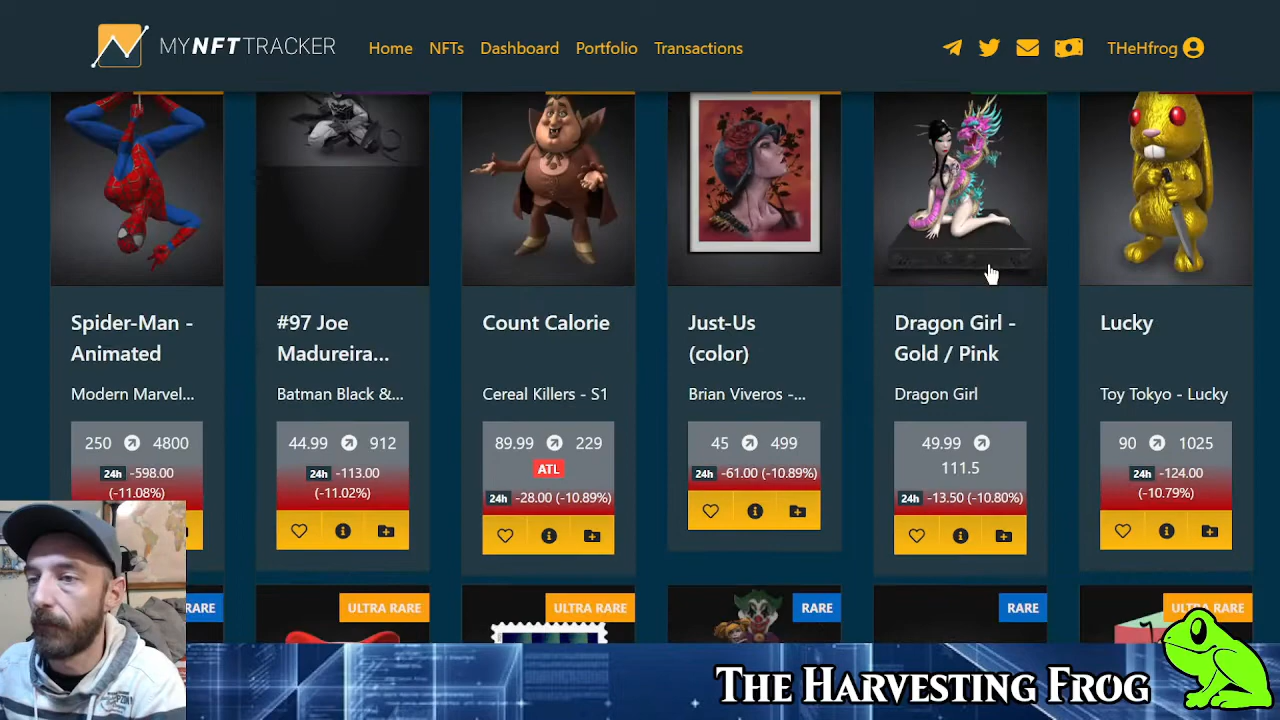 MYNFTTRACKER Home NFTs Dashboard Portfolio Transactions THeHfrog
Spider-Man -
Animated
Modern Marvel...
250 4800
24h -598.00
(-11.08%)
#97 Joe
Madureira...
Batman Black &...
44.99 912
24h -113.00
(-11.02%)
Count Calorie
Cereal Killers - S1
89.99 229
ATL
24h -28.00 (-10.89%)
Just-Us
(color)
Brian Viveros -...
45 499
24h -61.00 (-10.89%)
Dragon Girl -
Gold / Pink
Dragon Girl
49.99
111.5
24h -13.50 (-10.80%)
Lucky
Toy Tokyo - Lucky
90 1025
24h -124.00
(-10.79%)
RARE
ULTRA RARE
ULTRA RARE
RARE
RARE
ULTRA RARE
THE HARVESTING FROG